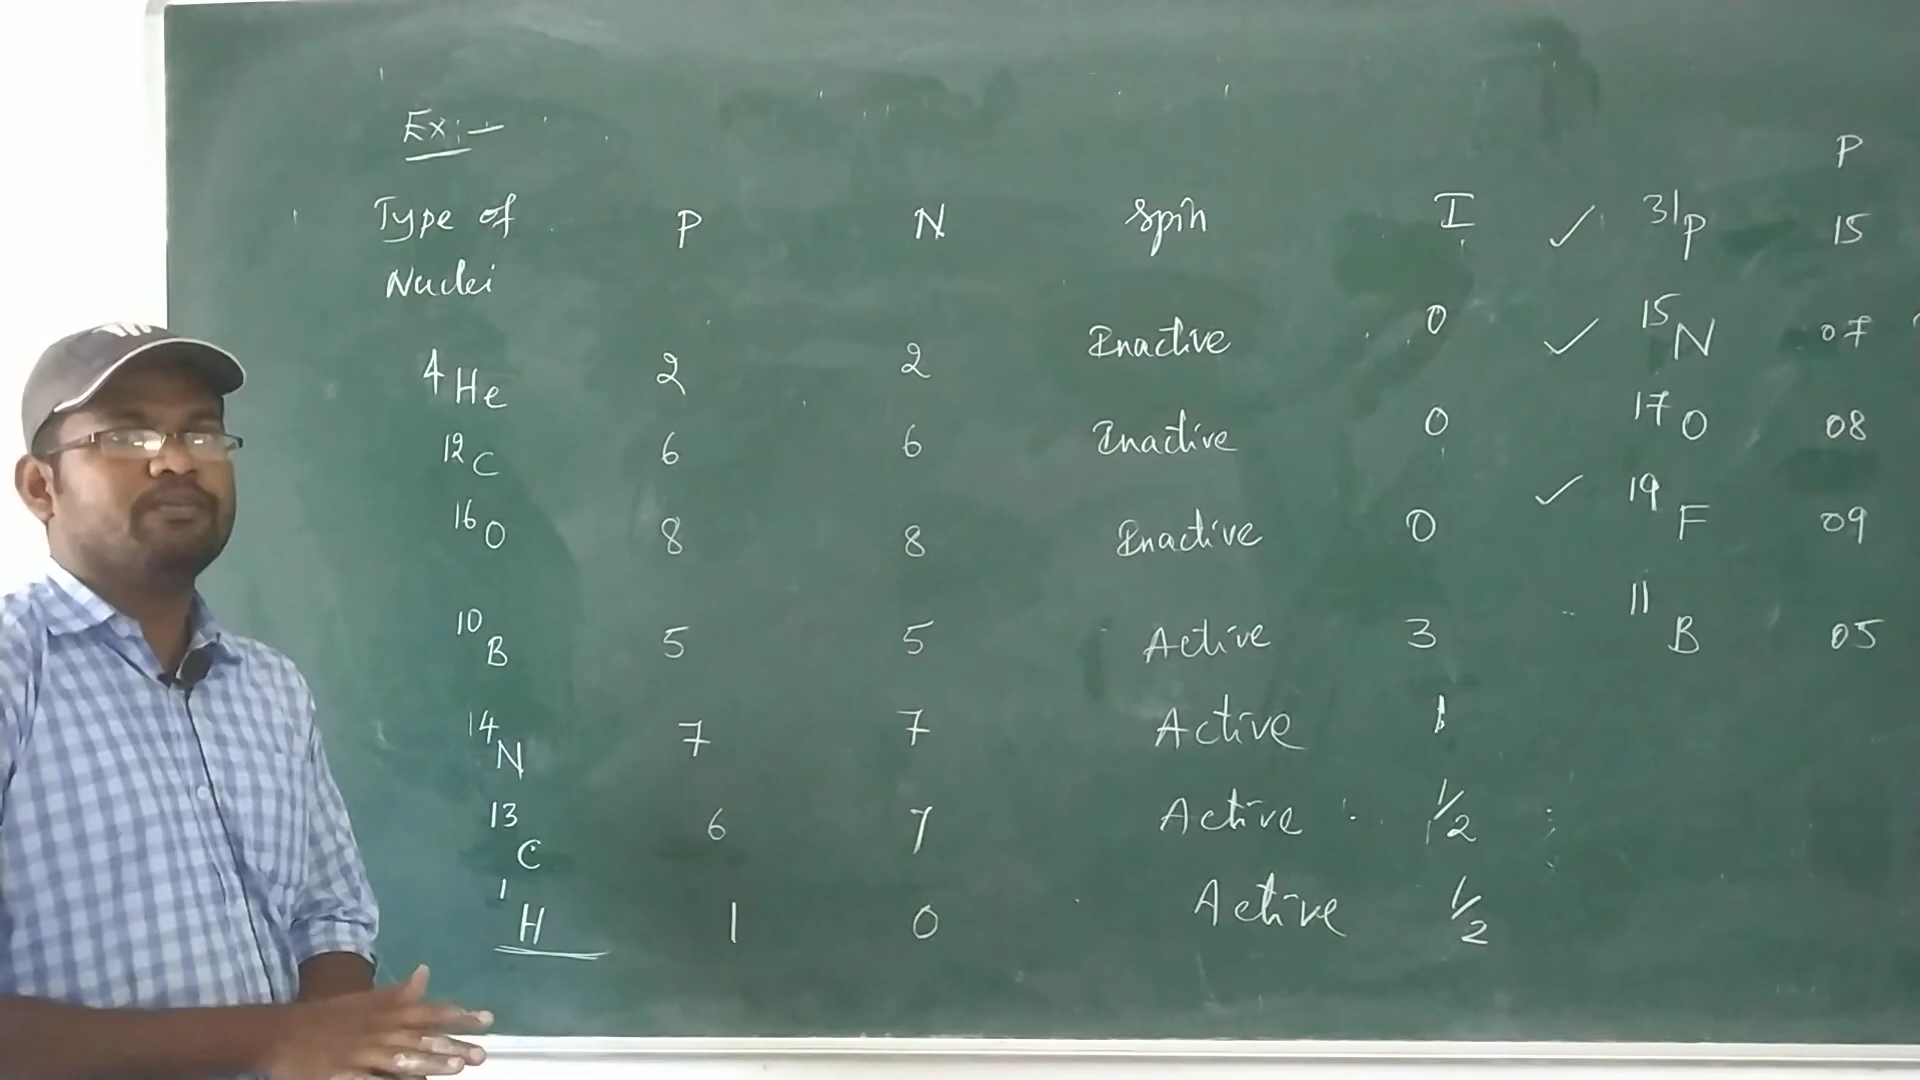 Ex:-
Type of Nuclei P N Spin I
4He 2 2 Inactive 0
12C 6 6 Inactive 0
16O 8 8 Inactive 0
10B 5 5 Active 3
14N 7 7 Active 1
13C 6 7 Active 1/2
1H 1 0 Active 1/2
P
✓ 31P 15
✓ 15N 07
17O 08
✓ 19F 09
11B 05